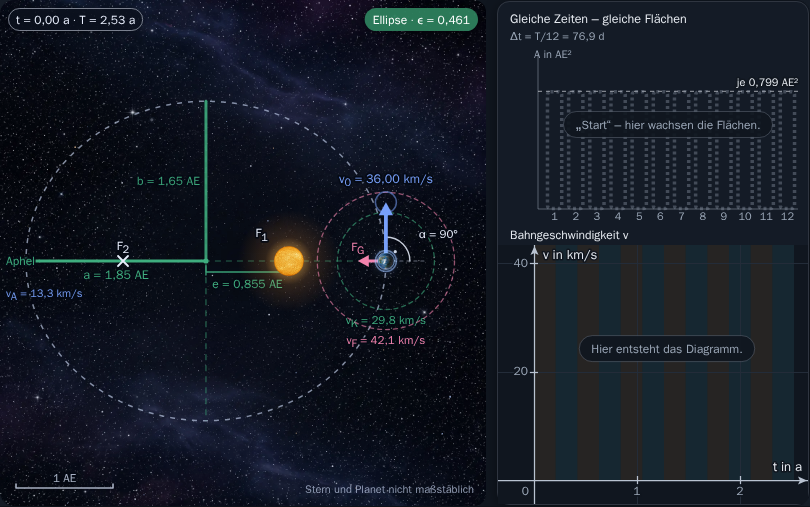 t = 0,00 a · T = 2,53 a
Ellipse · ϵ = 0,461
b = 1,65 AE
v₀ = 36,00 km/s
F₁
F_G
α = 90°
F₂
Aphel
a = 1,85 AE
e = 0,855 AE
v_A = 13,3 km/s
v_K = 29,8 km/s
v_F = 42,1 km/s
1 AE
Stern und Planet nicht maßstäblich
Gleiche Zeiten – gleiche Flächen
Δt = T/12 = 76,9 d
A in AE²
je 0,799 AE²
„Start“ – hier wachsen die Flächen.
1 2 3 4 5 6 7 8 9 10 11 12
Bahngeschwindigkeit v
v in km/s
40
Hier entsteht das Diagramm.
20
t in a
0 1 2